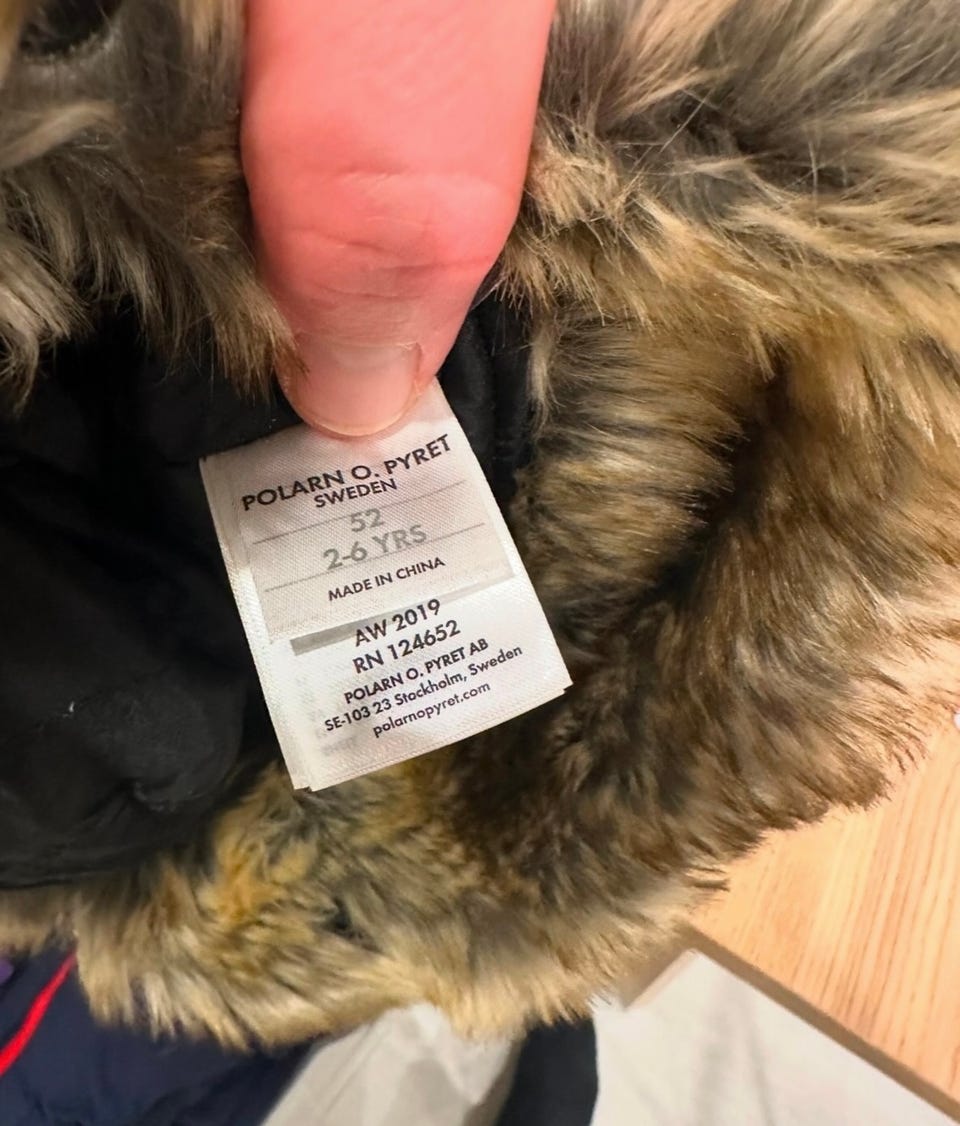 POLARN O. PYRET
SWEDEN
52
2-6 YRS
MADE IN CHINA
AW 2019
RN 124652
POLARN O. PYRET AB
SE-103 23 Stockholm, Sweden
polarnopyret.com